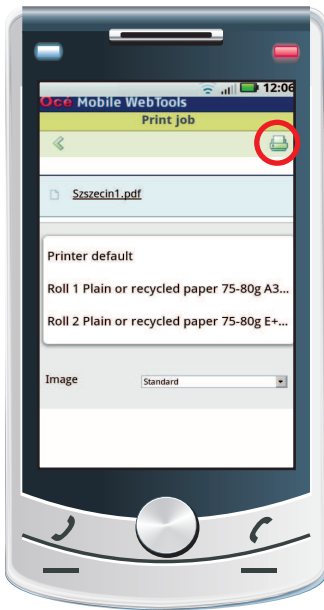 12:06
Océ Mobile WebTools
Print job
Szszecin1.pdf
Printer default
Roll 1 Plain or recycled paper 75-80g A3...
Roll 2 Plain or recycled paper 75-80g E+...
Image Standard